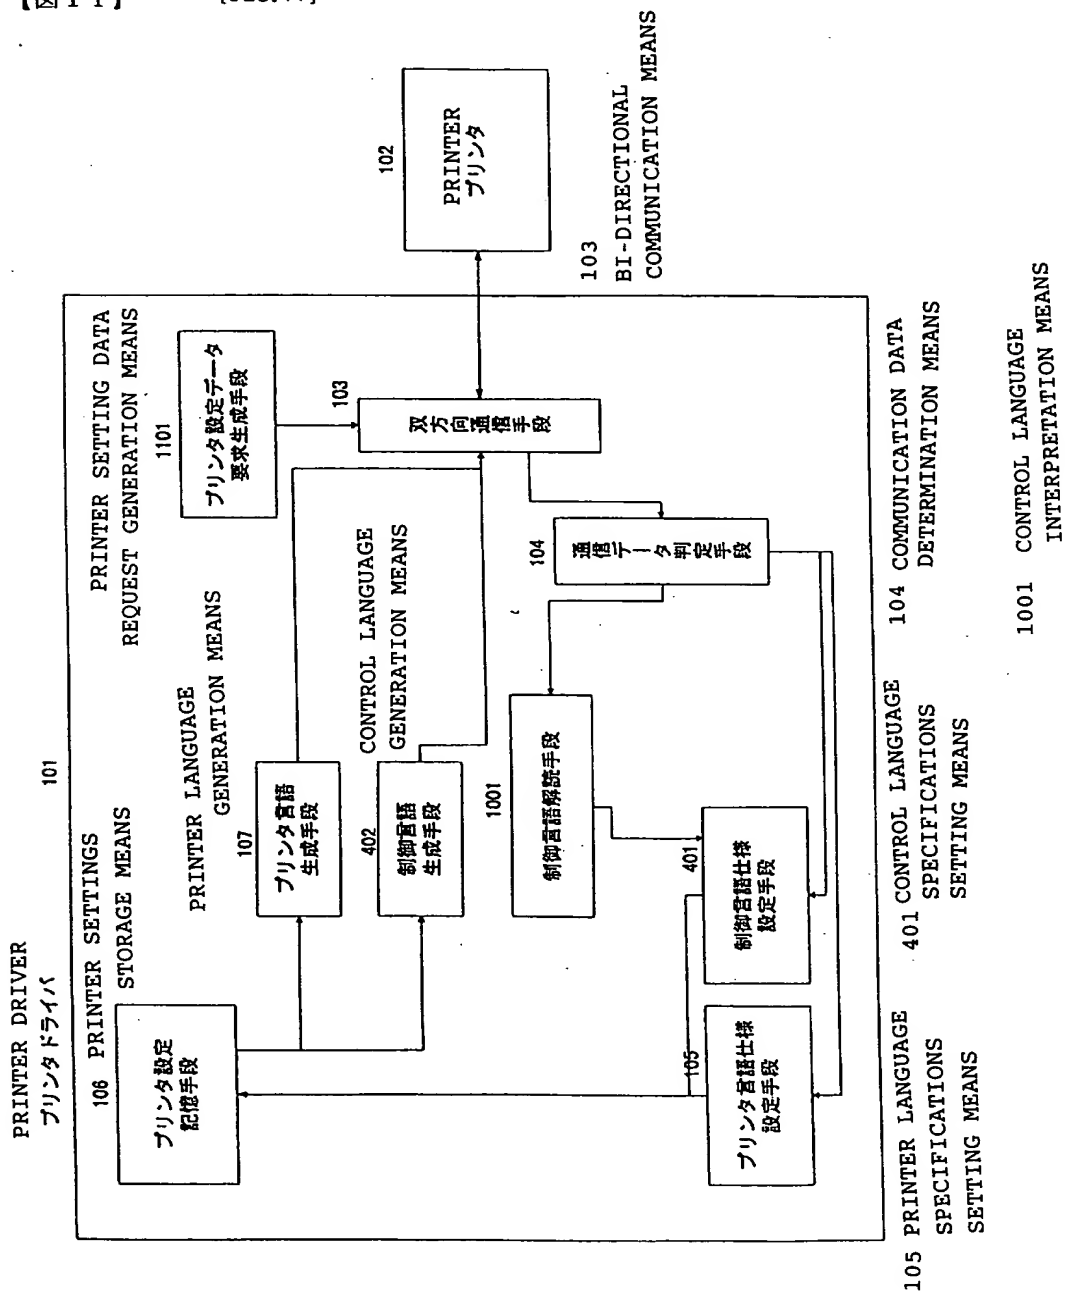 【図11】
PRINTER DRIVER
プリンタドライバ
101
106 PRINTER SETTINGS
STORAGE MEANS
プリンタ設定
記憶手段
PRINTER LANGUAGE
GENERATION MEANS
107
プリンタ言語
生成手段
402
CONTROL LANGUAGE
GENERATION MEANS
制御言語
生成手段
PRINTER SETTING DATA
REQUEST GENERATION MEANS
1101
プリンタ設定データ
要求生成手段
103
双方向通信手段
102
PRINTER
プリンタ
103
BI-DIRECTIONAL
COMMUNICATION MEANS
104
通信データ判定手段
1001
制御言語解読手段
401
制御言語仕様
設定手段
105
プリンタ言語仕様
設定手段
105 PRINTER LANGUAGE
SPECIFICATIONS
SETTING MEANS
401 CONTROL LANGUAGE
SPECIFICATIONS
SETTING MEANS
104 COMMUNICATION DATA
DETERMINATION MEANS
1001 CONTROL LANGUAGE
INTERPRETATION MEANS